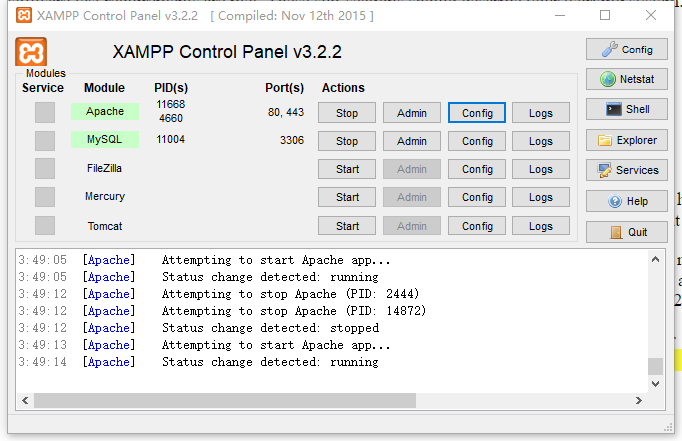 XAMPP Control Panel v3.2.2 [ Compiled: Nov 12th 2015 ]
XAMPP Control Panel v3.2.2
Config
Modules
Service Module PID(s) Port(s) Actions
Netstat
Apache 11668 4660 80, 443 Stop Admin Config Logs
Shell
MySQL 11004 3306 Stop Admin Config Logs
Explorer
FileZilla Start Admin Config Logs
Services
Mercury Start Admin Config Logs
Help
Tomcat Start Admin Config Logs
Quit
3:49:05 [Apache] Attempting to start Apache app...
3:49:05 [Apache] Status change detected: running
3:49:12 [Apache] Attempting to stop Apache (PID: 2444)
3:49:12 [Apache] Attempting to stop Apache (PID: 14872)
3:49:12 [Apache] Status change detected: stopped
3:49:13 [Apache] Attempting to start Apache app...
3:49:14 [Apache] Status change detected: running